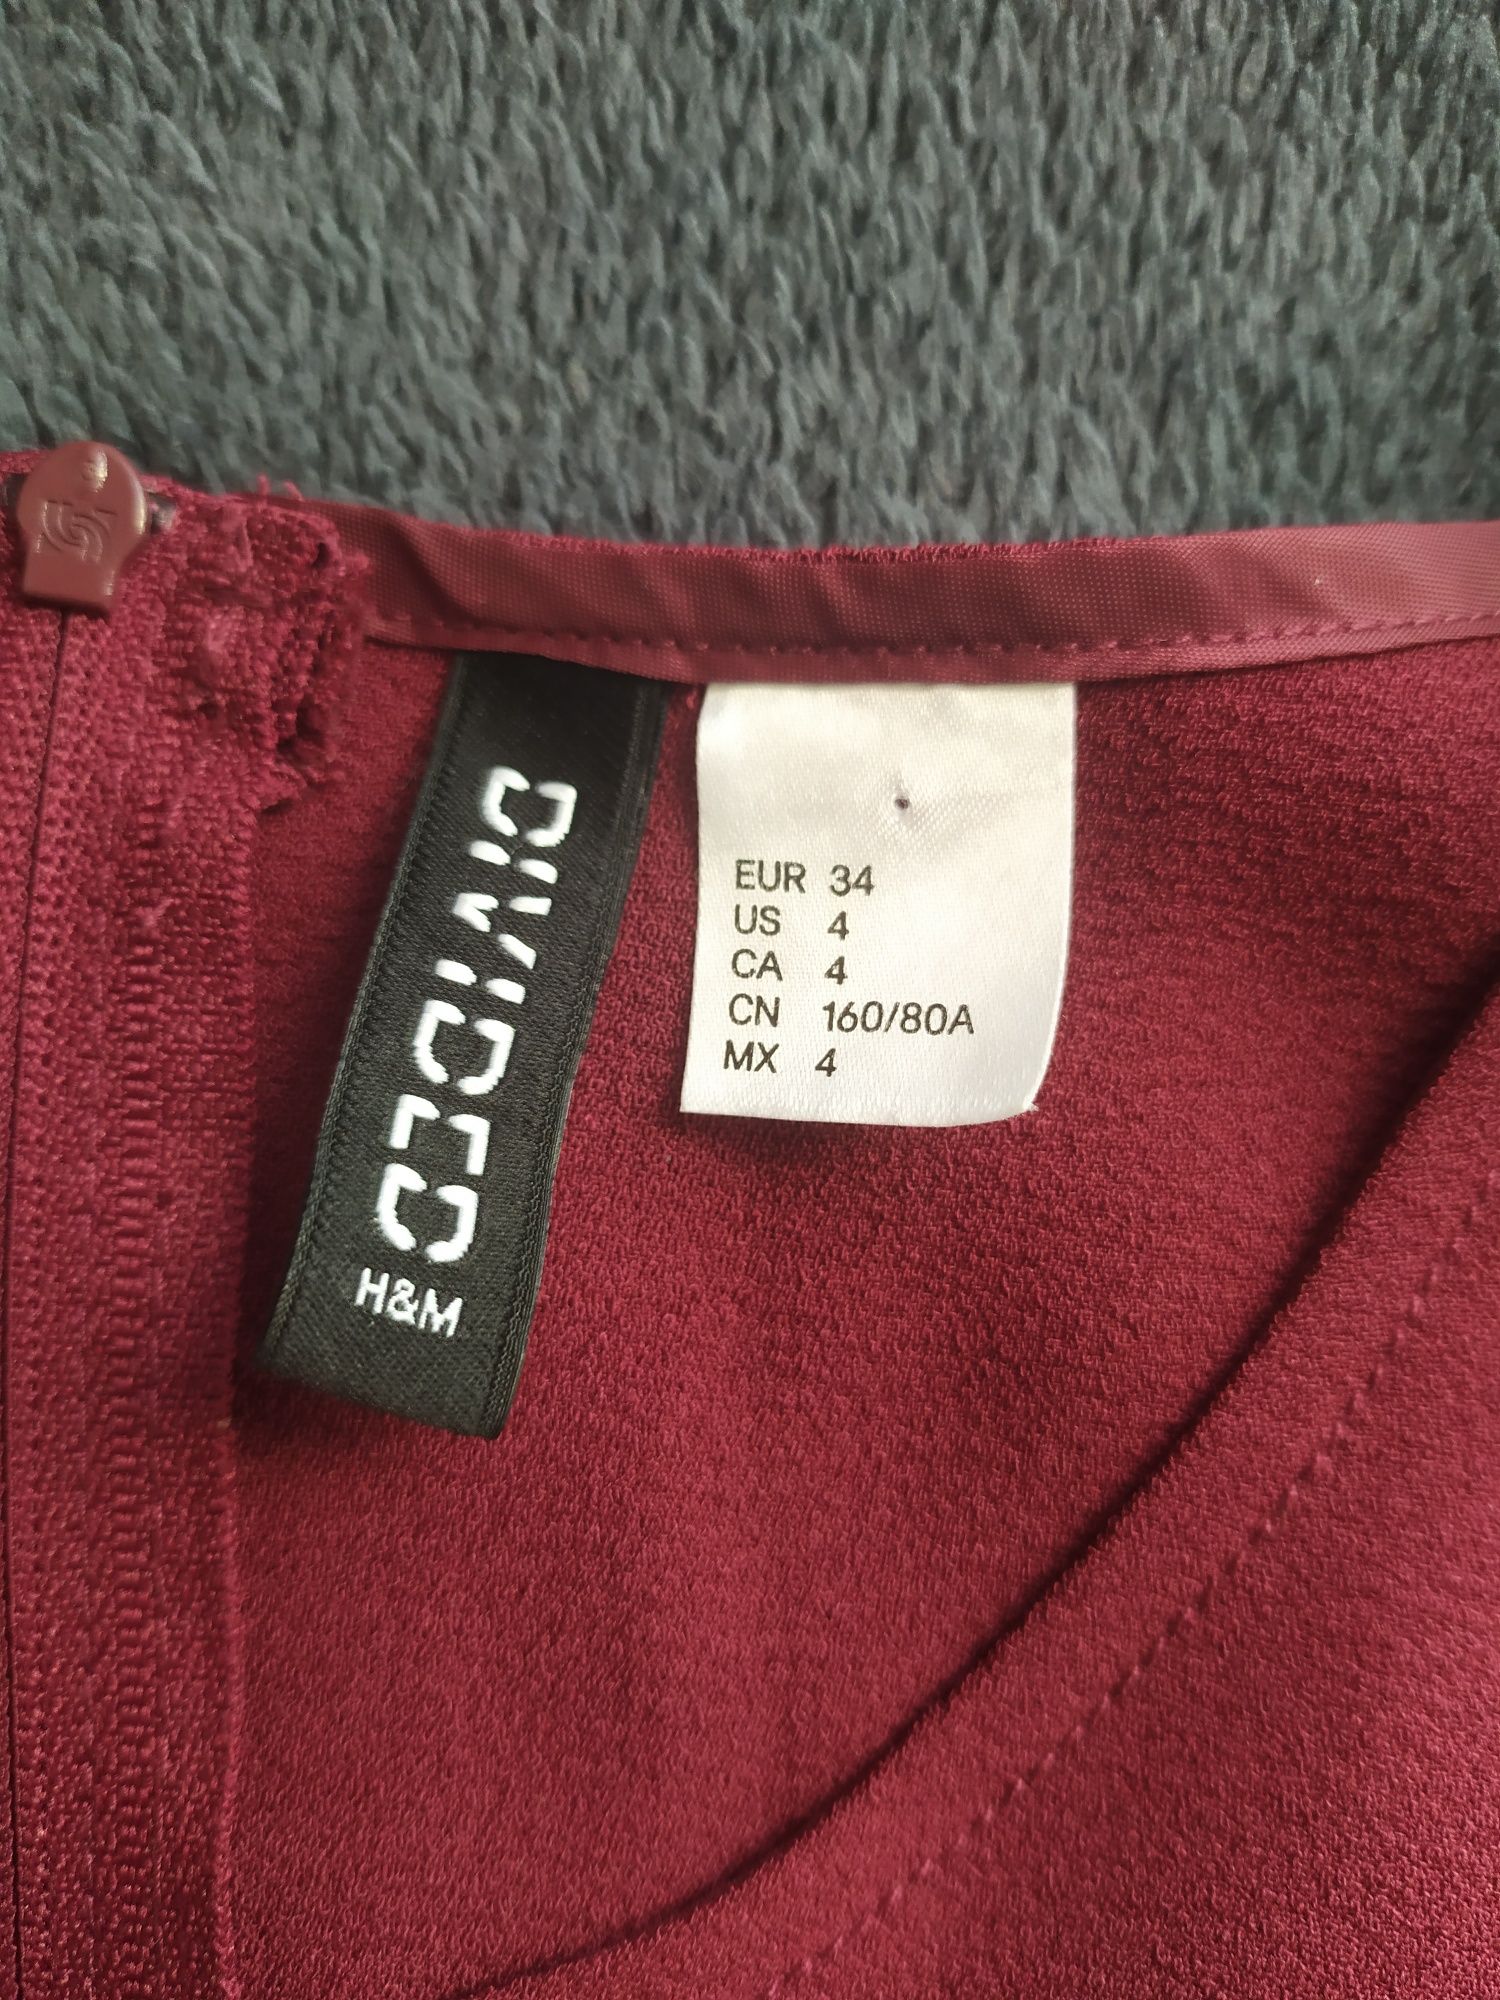 DIVIDED
H&M
EUR 34
US 4
CA 4
CN 160/80A
MX 4